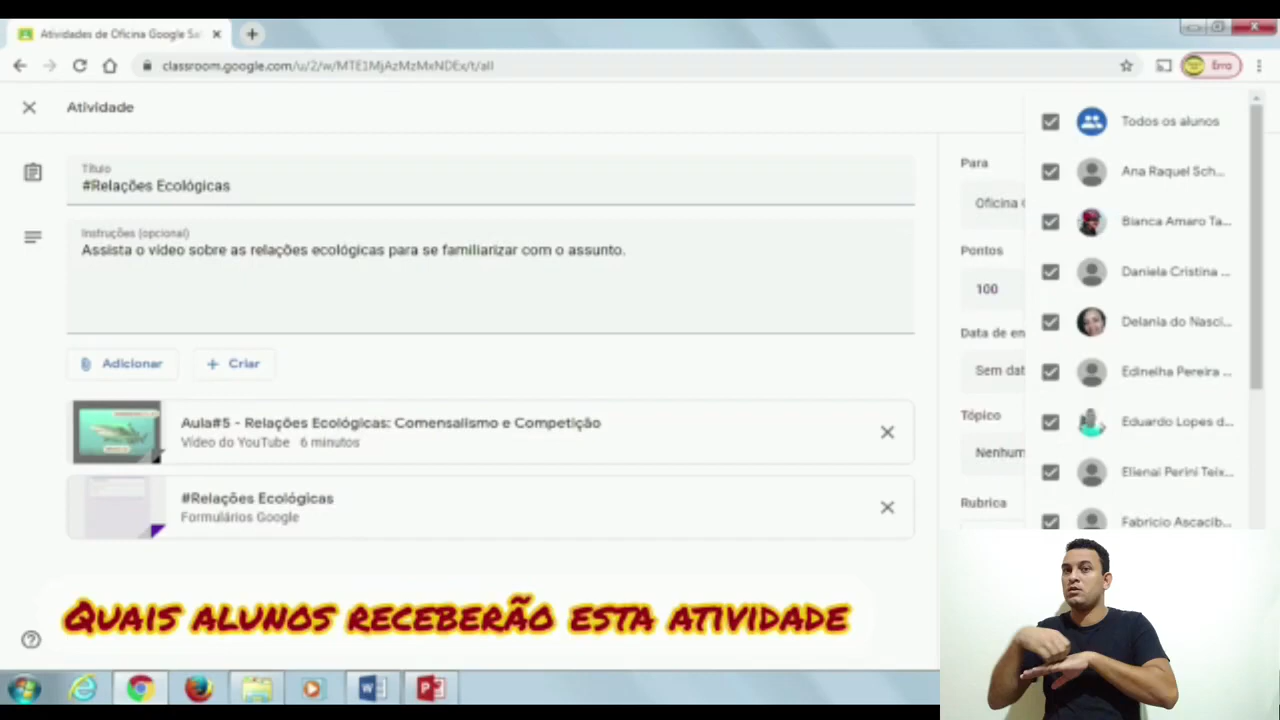 Atividades de Oficina Google Sal
classroom.google.com/u/2/w/MTE1MjAzMzMxNDEx/t/all
Erro
Atividade
Título
#Relações Ecológicas
Instruções (opcional)
Assista o vídeo sobre as relações ecológicas para se familiarizar com o assunto.
Adicionar
Criar
Aula#5 - Relações Ecológicas: Comensalismo e Competição
Vídeo do YouTube 6 minutos
#Relações Ecológicas
Formulários Google
Para
Oficina
Pontos
100
Data de en
Sem dat
Tópico
Nenhum
Rubrica
Todos os alunos
Ana Raquel Sch...
Bianca Amaro Ta...
Daniela Cristina ...
Delania do Nasci...
Edinelha Pereira ...
Eduardo Lopes d...
Elienai Perini Teix...
Fabricio Ascacib...
Quais alunos receberão esta atividade